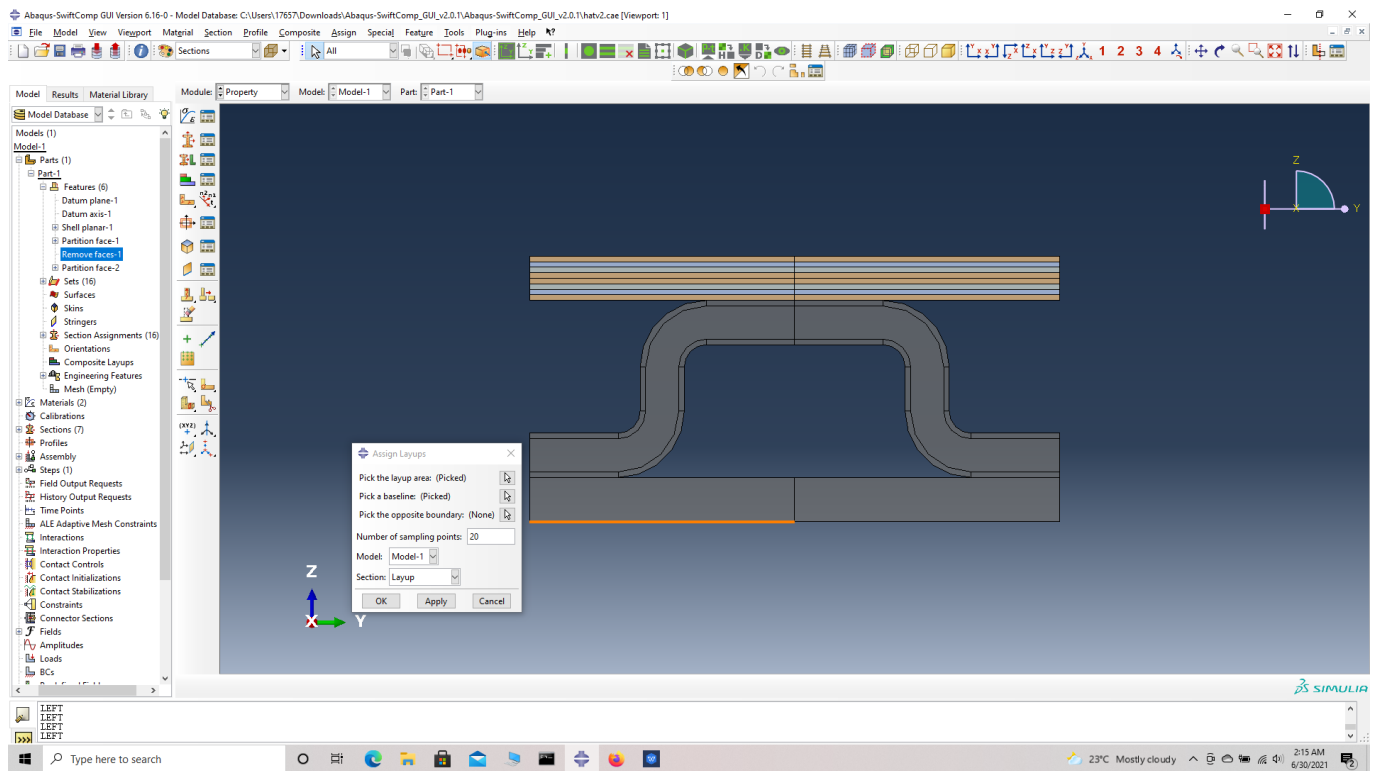 Abaqus-SwiftComp GUI Version 6.16-0 - Model Database: C:\Users\17657\Downloads\Abaqus-SwiftComp_GUI_v2.0.1\Abaqus-SwiftComp_GUI_v2.0.1\hatv2.cae [Viewport: 1]
File Model View Viewport Material Section Profile Composite Assign Special Feature Tools Plug-ins Help
Sections All 1 2 3 4
Model Results Material Library Module: Property Model: Model-1 Part: Part-1
Model Database
Models (1)
Model-1
Parts (1)
Part-1
Features (6)
Datum plane-1
Datum axis-1
Shell planar-1
Partition face-1
Remove faces-1
Partition face-2
Sets (16)
Surfaces
Skins
Stringers
Section Assignments (16)
Orientations
Composite Layups
Engineering Features
Mesh (Empty)
Materials (2)
Calibrations
Sections (7)
Profiles
Assembly
Steps (1)
Field Output Requests
History Output Requests
Time Points
ALE Adaptive Mesh Constraints
Interactions
Interaction Properties
Contact Controls
Contact Initializations
Contact Stabilizations
Constraints
Connector Sections
Fields
Amplitudes
Loads
BCs
Z
X Y
Assign Layups
Pick the layup area: (Picked)
Pick a baseline: (Picked)
Pick the opposite boundary: (None)
Number of sampling points: 20
Model: Model-1
Section: Layup
OK Apply Cancel
Z
X Y
SIMULIA
LEFT
LEFT
LEFT
LEFT
Type here to search
23°C Mostly cloudy
2:15 AM
6/30/2021